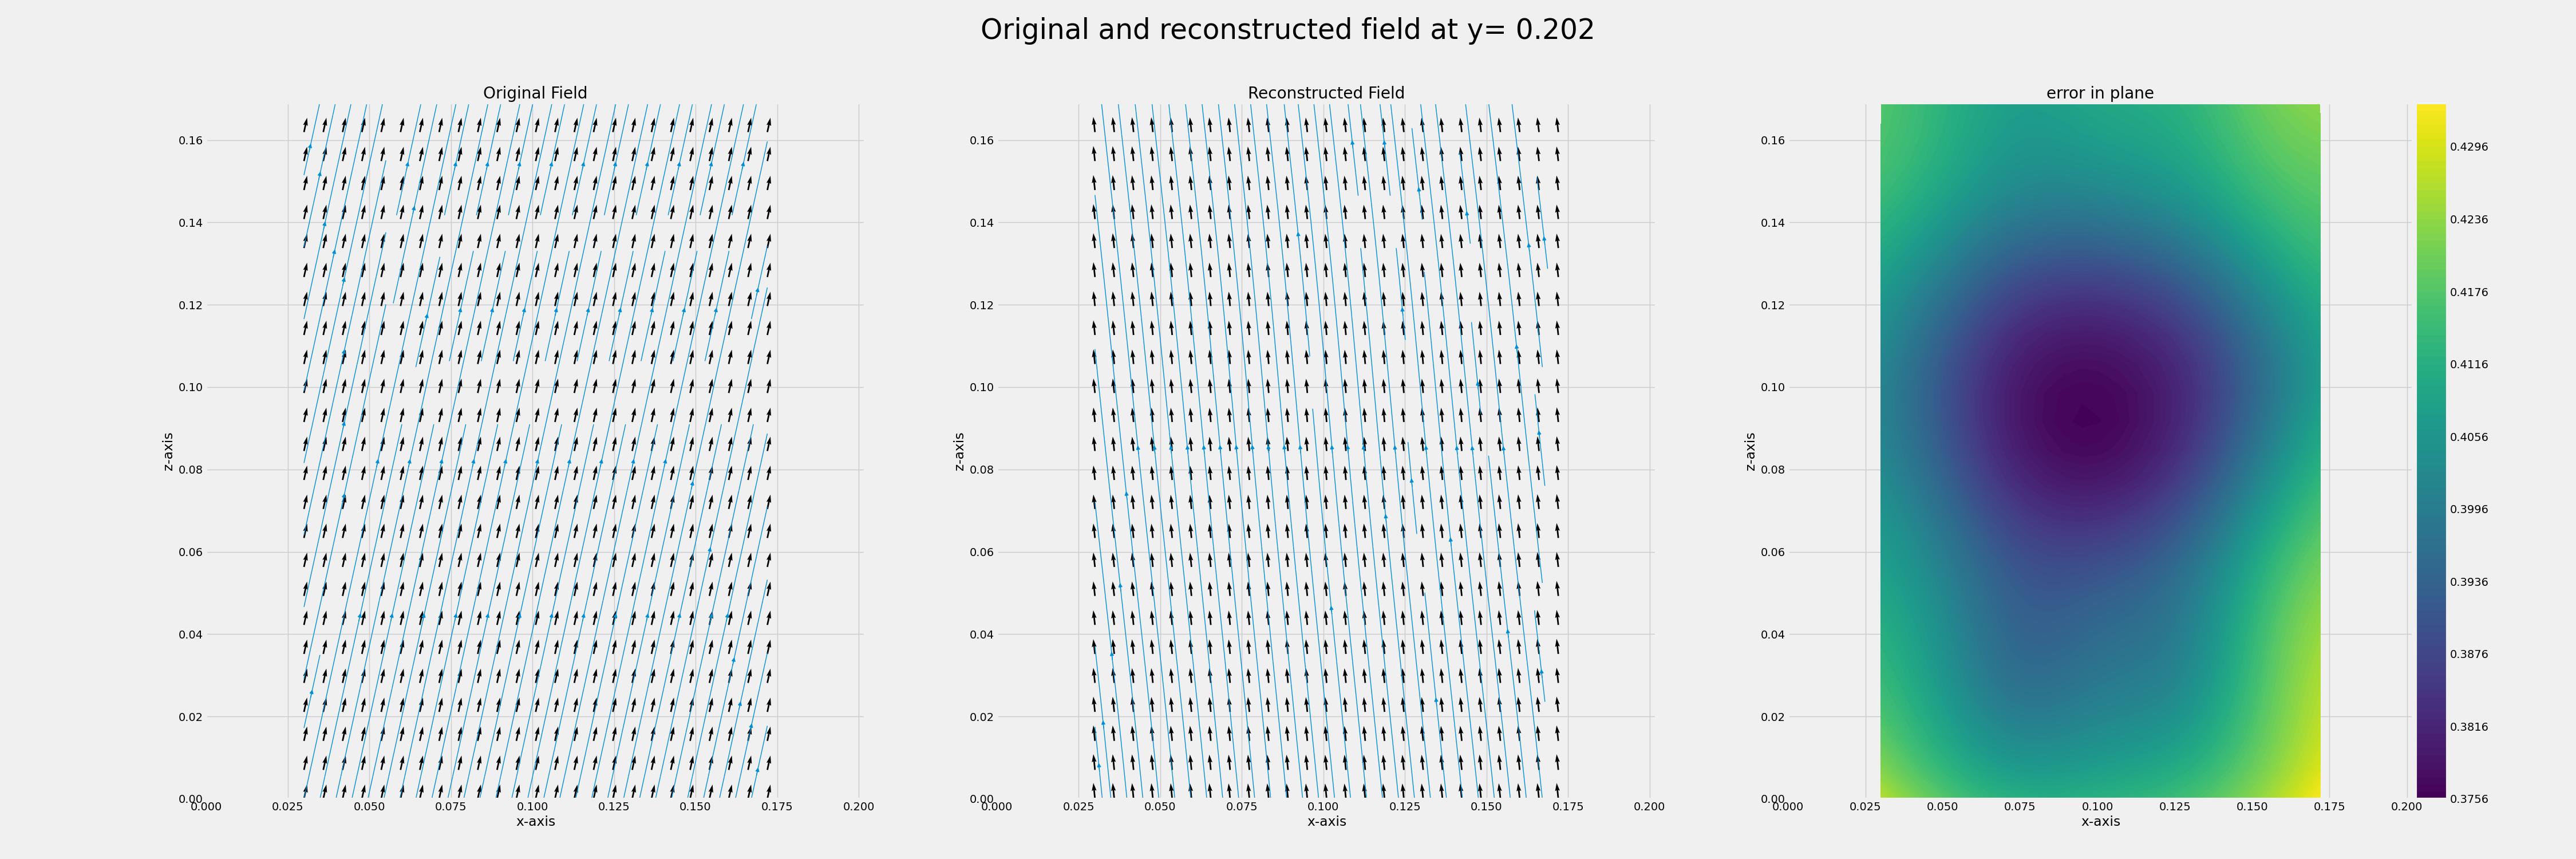 Original and reconstructed field at y= 0.202
Original Field
z-axis
0.16
0.14
0.12
0.10
0.08
0.06
0.04
0.02
0.00
0.000 0.025 0.050 0.075 0.100 0.125 0.150 0.175 0.200
x-axis
Reconstructed Field
z-axis
0.16
0.14
0.12
0.10
0.08
0.06
0.04
0.02
0.00
0.000 0.025 0.050 0.075 0.100 0.125 0.150 0.175 0.200
x-axis
error in plane
z-axis
0.16
0.14
0.12
0.10
0.08
0.06
0.04
0.02
0.00
0.000 0.025 0.050 0.075 0.100 0.125 0.150 0.175 0.200
x-axis
0.4296
0.4236
0.4176
0.4116
0.4056
0.3996
0.3936
0.3876
0.3816
0.3756